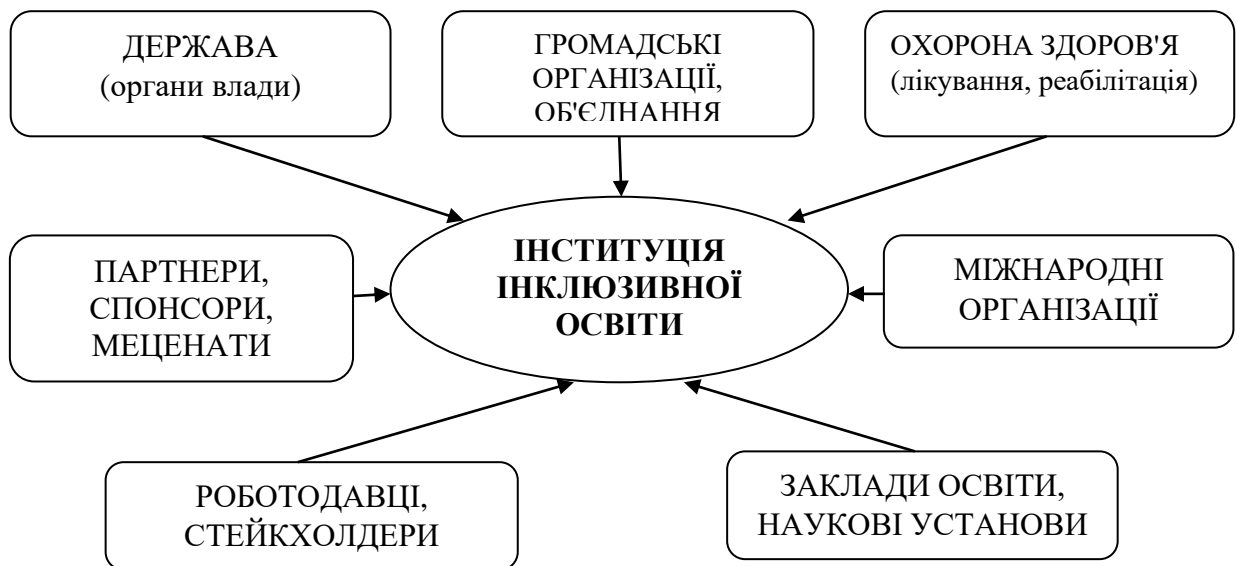 ДЕРЖАВА
(органи влади)
ГРОМАДСЬКІ
ОРГАНІЗАЦІЇ,
ОБ'ЄДНАННЯ
ОХОРОНА ЗДОРОВ'Я
(лікування, реабілітація)
ПАРТНЕРИ,
СПОНСОРИ,
МЕЦЕНАТИ
ІНСТИТУЦІЯ
ІНКЛЮЗИВНОЇ
ОСВІТИ
МІЖНАРОДНІ
ОРГАНІЗАЦІЇ
РОБОТОДАВЦІ,
СТЕЙКХОЛДЕРИ
ЗАКЛАДИ ОСВІТИ,
НАУКОВІ УСТАНОВИ